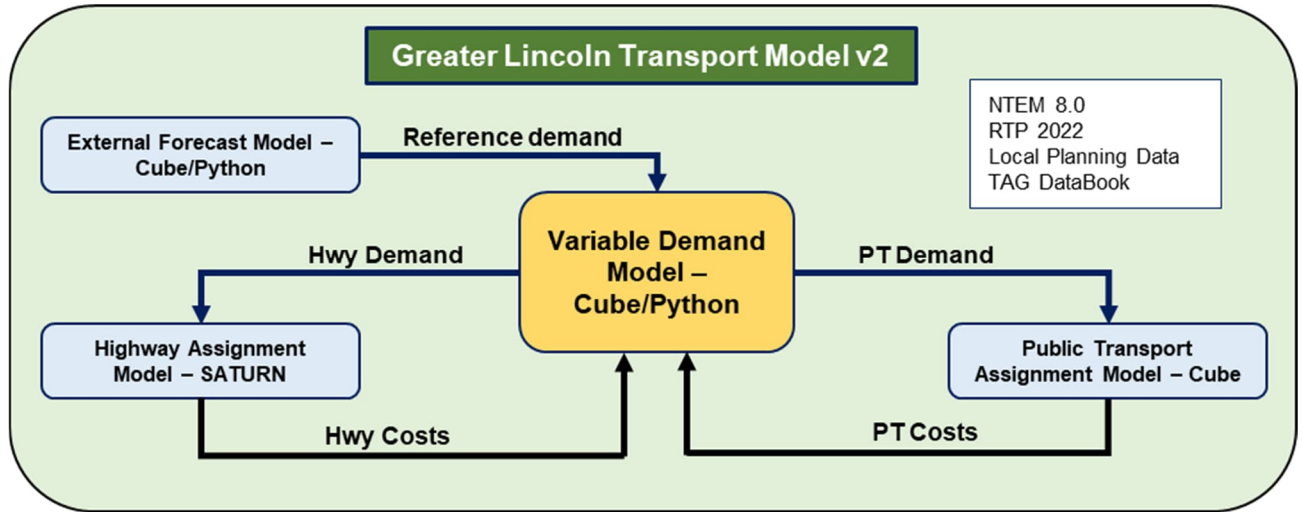 Greater Lincoln Transport Model v2
NTEM 8.0
RTP 2022
Local Planning Data
TAG DataBook
External Forecast Model –
Cube/Python
Reference demand
Variable Demand
Model –
Cube/Python
Hwy Demand
PT Demand
Highway Assignment
Model – SATURN
Public Transport
Assignment Model – Cube
Hwy Costs
PT Costs